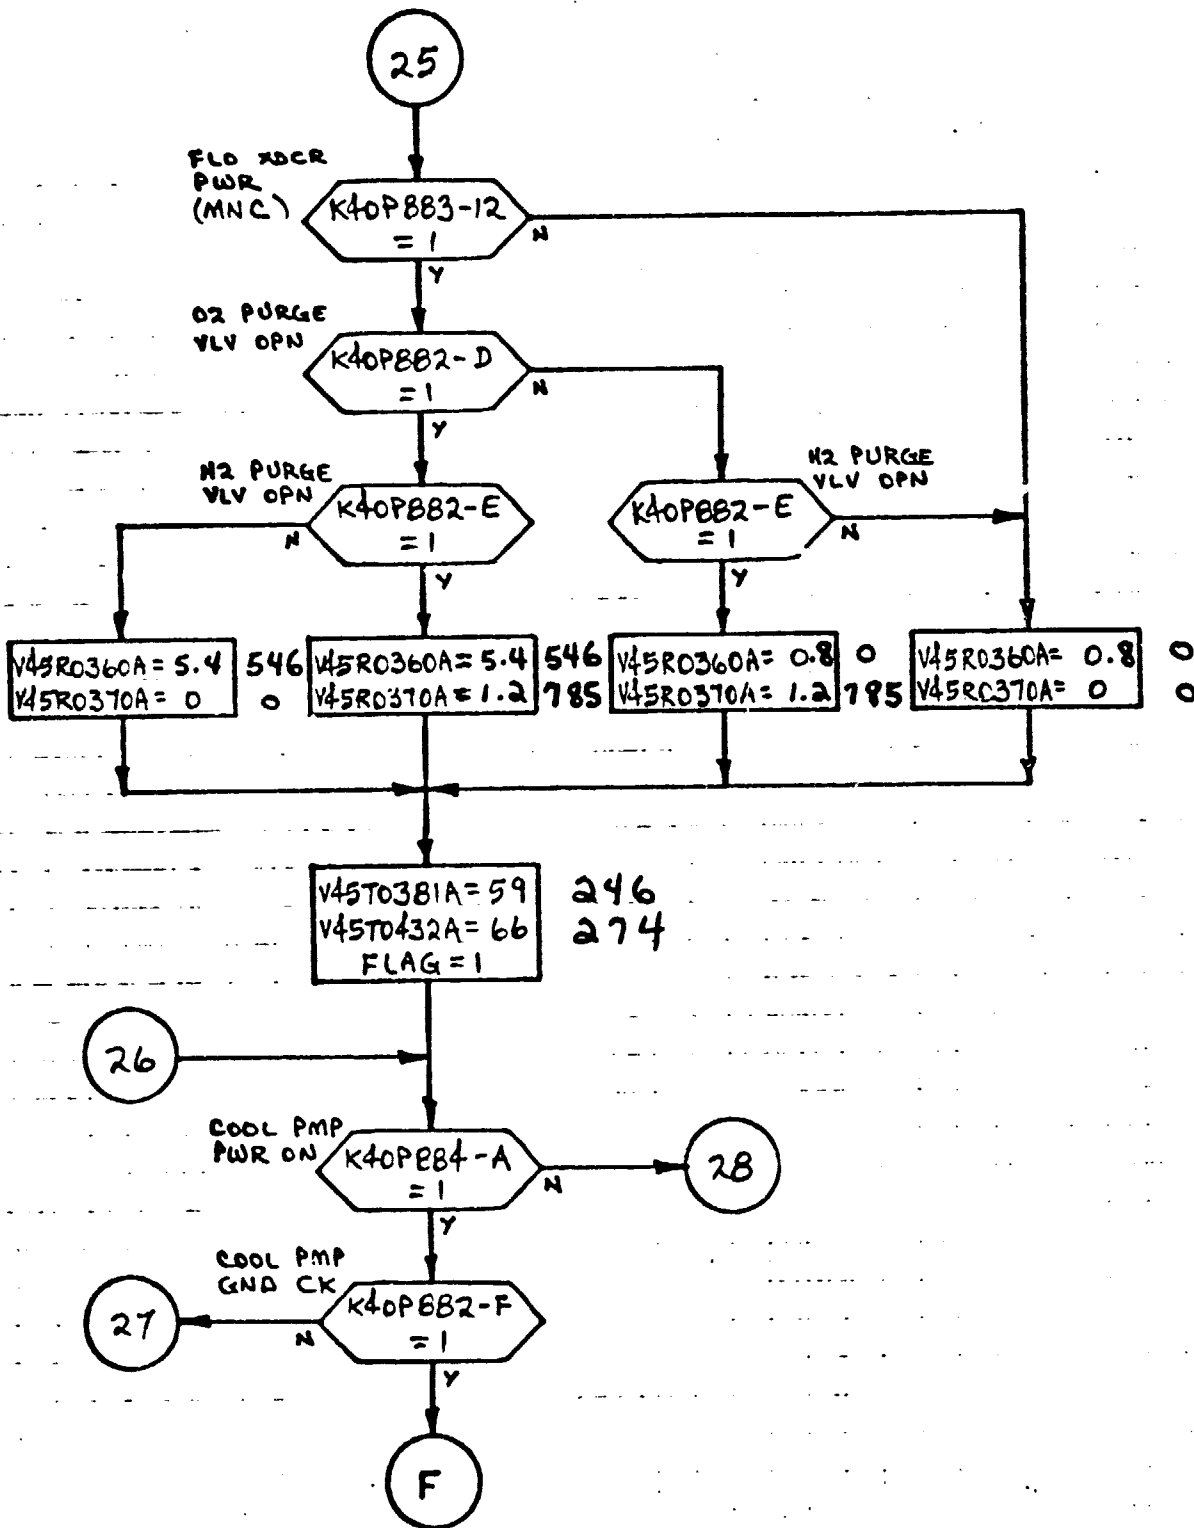 25
FLO XDCR
PWR
(MNC)
K40P883-12
= 1
N
Y
O2 PURGE
VLV OPN
K40P882-D
= 1
N
Y
H2 PURGE
VLV OPN
K40P882-E
= 1
N
Y
H2 PURGE
VLV OPN
K40P882-E
= 1
N
Y
V45R0360A = 5.4 546
V45R0370A = 0 0
V45R0360A = 5.4 546
V45R0370A = 1.2 785
V45R0360A = 0.8 0
V45R0370A = 1.2 785
V45R0360A = 0.8 0
V45R0370A = 0 0
V45T0381A = 59 246
V45T0432A = 66 274
FLAG = 1
26
COOL PMP
PWR ON
K40P884-A
= 1
N
Y
28
COOL PMP
GND CK
K40P882-F
= 1
N
Y
27
F